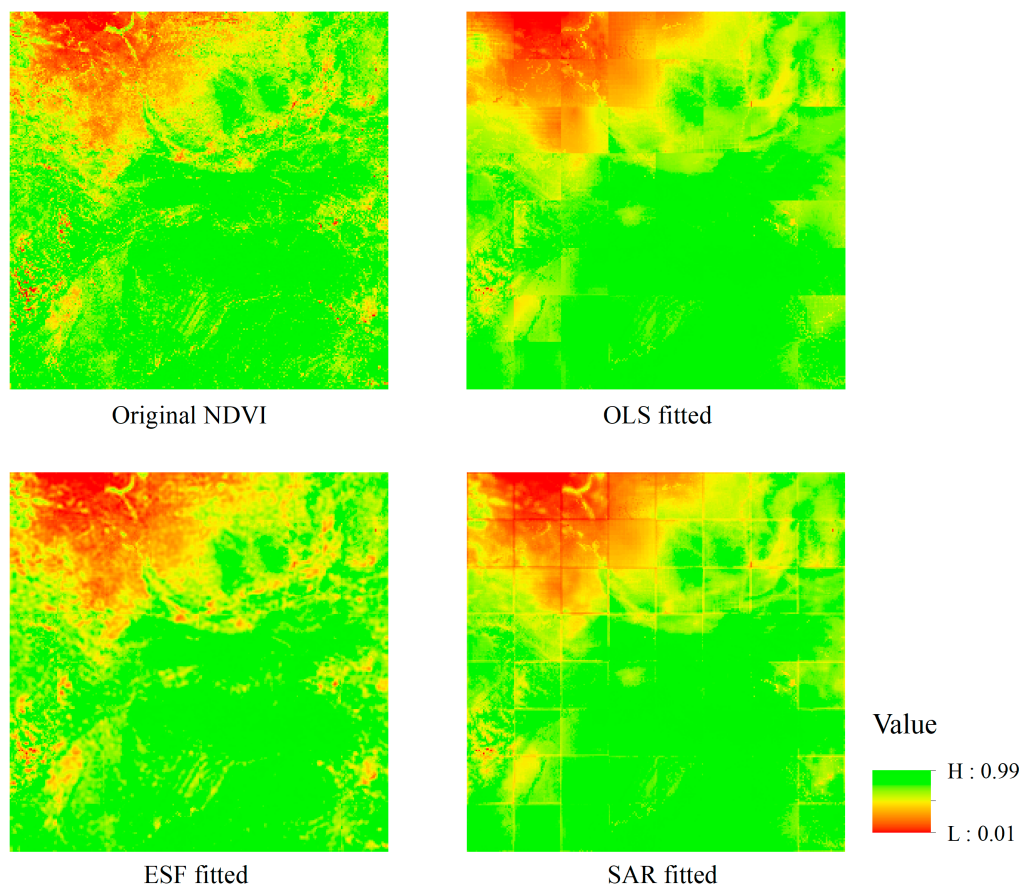 Original NDVI
OLS fitted
ESF fitted
SAR fitted
Value
H : 0.99
L : 0.01